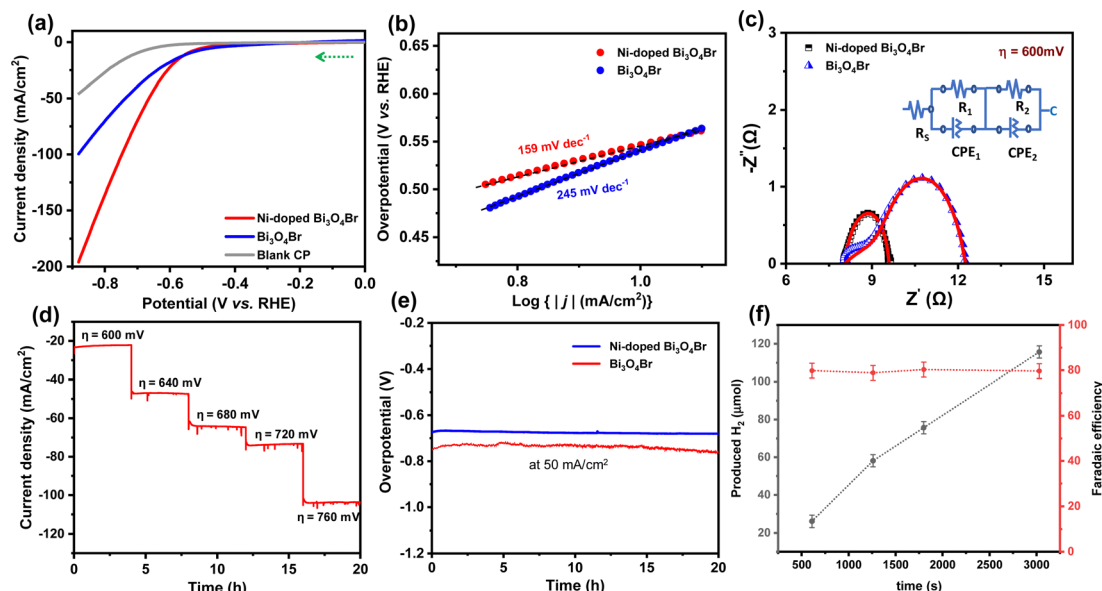 (a)
0
-50
-100
-150
-200
-0.8
-0.6
-0.4
-0.2
0.0
Current density (mA/cm²)
Potential (V vs. RHE)
Ni-doped Bi₃O₄Br
Bi₃O₄Br
Blank CP
(b)
0.65
0.60
0.55
0.50
0.45
0.8
1.0
Overpotential (V vs. RHE)
Log { | j | (mA/cm²)}
Ni-doped Bi₃O₄Br
Bi₃O₄Br
159 mV dec⁻¹
245 mV dec⁻¹
(c)
3
2
1
0
6
9
12
15
-Z" (Ω)
Z' (Ω)
Ni-doped Bi₃O₄Br
Bi₃O₄Br
η = 600mV
R₁
R₂
Rₛ
C
CPE₁
CPE₂
(d)
-20
-40
-60
-80
-100
-120
0
5
10
15
20
Current density (mA/cm²)
Time (h)
η = 600 mV
η = 640 mV
η = 680 mV
η = 720 mV
η = 760 mV
(e)
-0.2
-0.4
-0.6
-0.8
-1.0
-1.2
0
5
10
15
20
Overpotential (V)
Time (h)
Ni-doped Bi₃O₄Br
Bi₃O₄Br
at 50 mA/cm²
(f)
120
100
80
60
40
20
500
1000
1500
2000
2500
3000
100
80
60
40
20
0
Produced H₂ (μmol)
time (s)
Faradaic efficiency